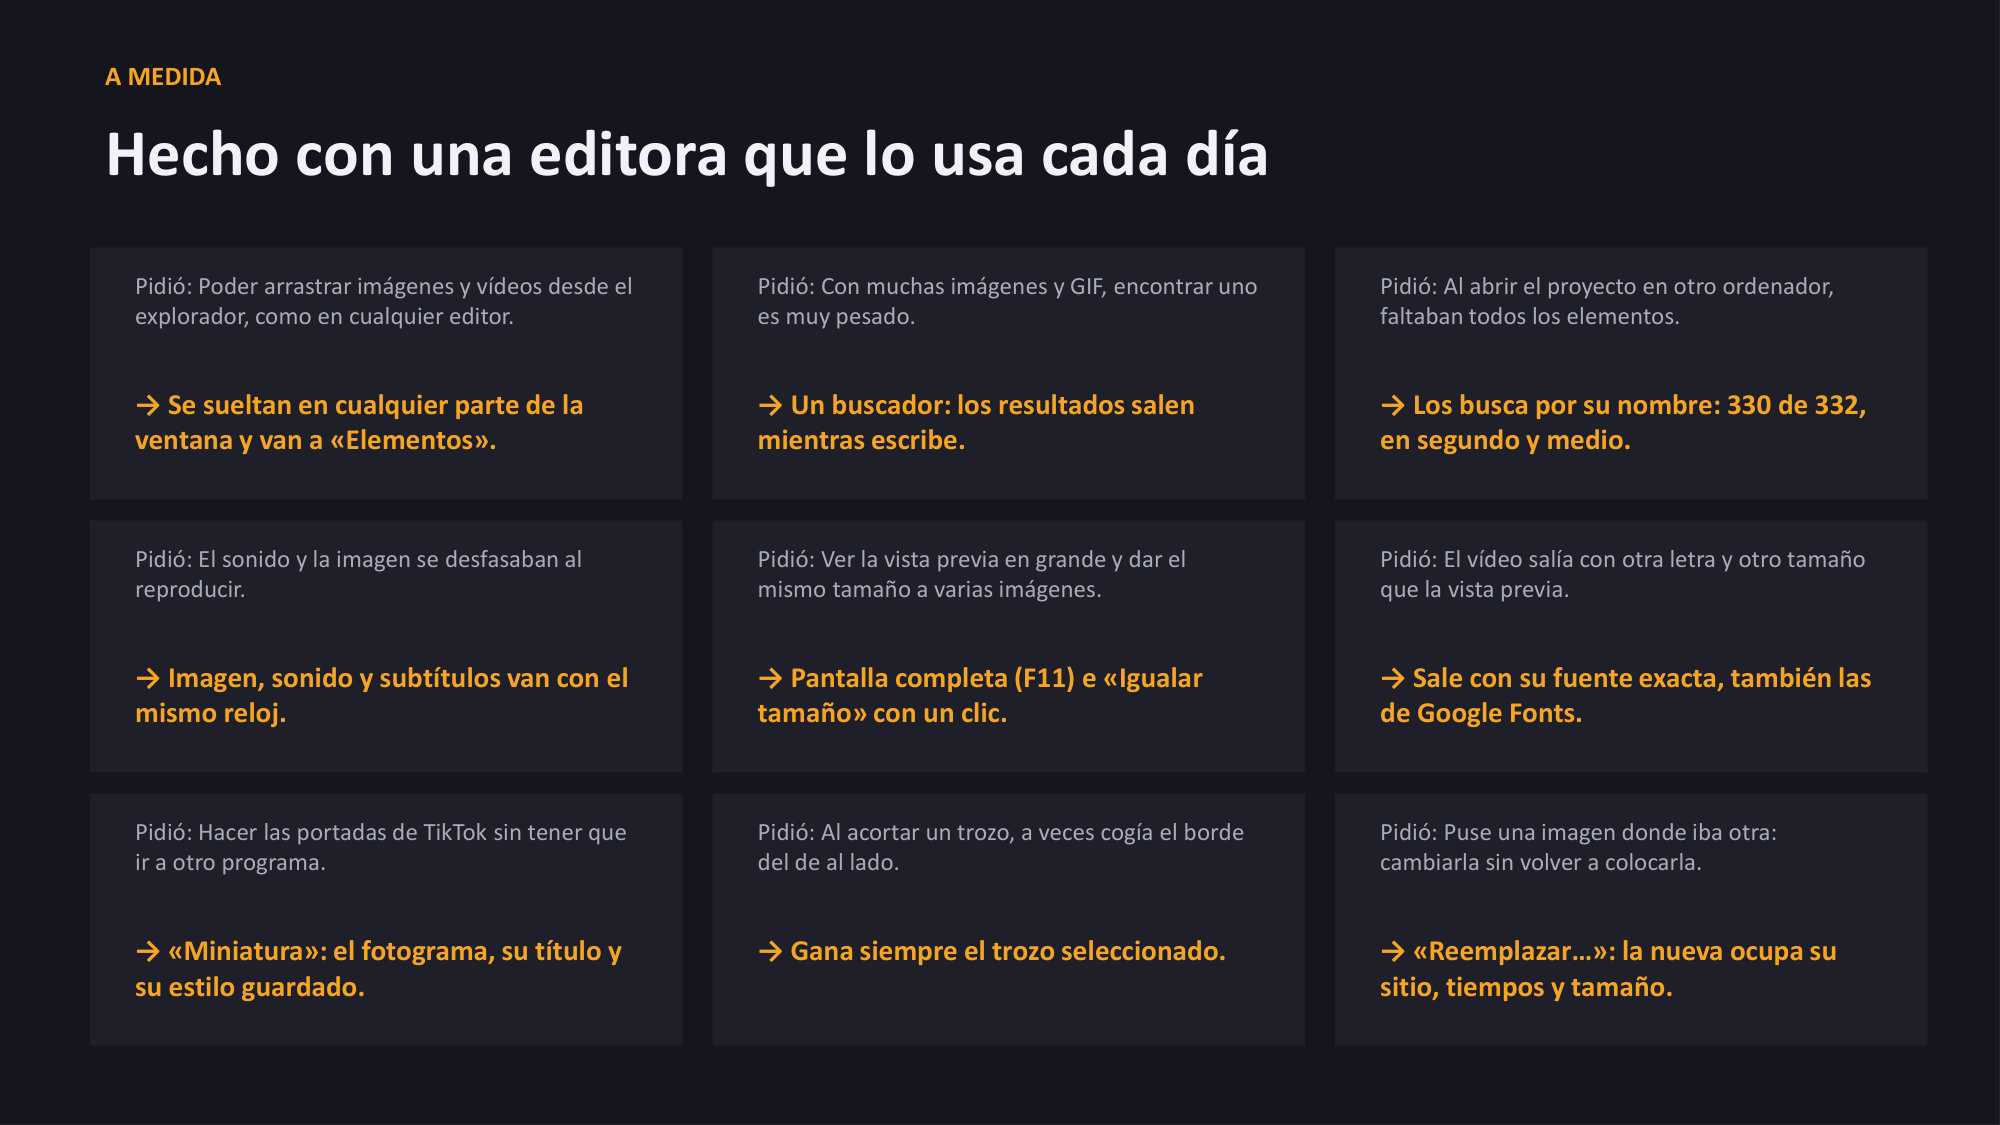 A MEDIDA
Hecho con una editora que lo usa cada día
Pidió: Poder arrastrar imágenes y vídeos desde el
explorador, como en cualquier editor.
→ Se sueltan en cualquier parte de la
ventana y van a «Elementos».
Pidió: Con muchas imágenes y GIF, encontrar uno
es muy pesado.
→ Un buscador: los resultados salen
mientras escribe.
Pidió: Al abrir el proyecto en otro ordenador,
faltaban todos los elementos.
→ Los busca por su nombre: 330 de 332,
en segundo y medio.
Pidió: El sonido y la imagen se desfasaban al
reproducir.
→ Imagen, sonido y subtítulos van con el
mismo reloj.
Pidió: Ver la vista previa en grande y dar el
mismo tamaño a varias imágenes.
→ Pantalla completa (F11) e «Igualar
tamaño» con un clic.
Pidió: El vídeo salía con otra letra y otro tamaño
que la vista previa.
→ Sale con su fuente exacta, también las
de Google Fonts.
Pidió: Hacer las portadas de TikTok sin tener que
ir a otro programa.
→ «Miniatura»: el fotograma, su título y
su estilo guardado.
Pidió: Al acortar un trozo, a veces cogía el borde
del de al lado.
→ Gana siempre el trozo seleccionado.
Pidió: Puse una imagen donde iba otra:
cambiarla sin volver a colocarla.
→ «Reemplazar…»: la nueva ocupa su
sitio, tiempos y tamaño.